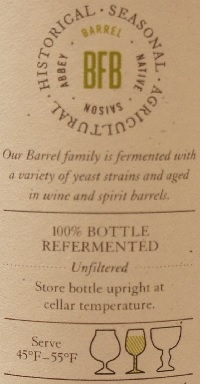 HISTORICAL · SEASONAL · AGRICULTURAL ·
ABBEY · BARREL · NATIVE · SAISON ·
BFB
Our Barrel family is fermented with
a variety of yeast strains and aged
in wine and spirit barrels.
100% BOTTLE
REFERMENTED
Unfiltered
Store bottle upright at
cellar temperature.
Serve
45°F–55°F